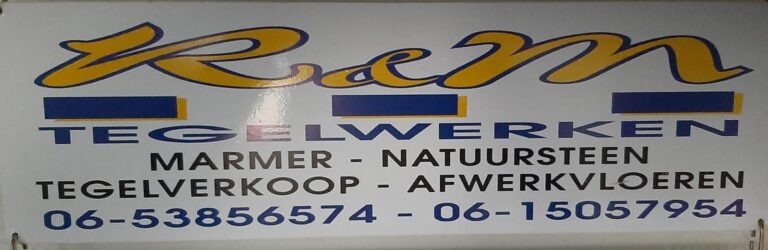 R&M
TEGELWERKEN
MARMER - NATUURSTEEN
TEGELVERKOOP - AFWERKVLOEREN
06-53856574 - 06-15057954